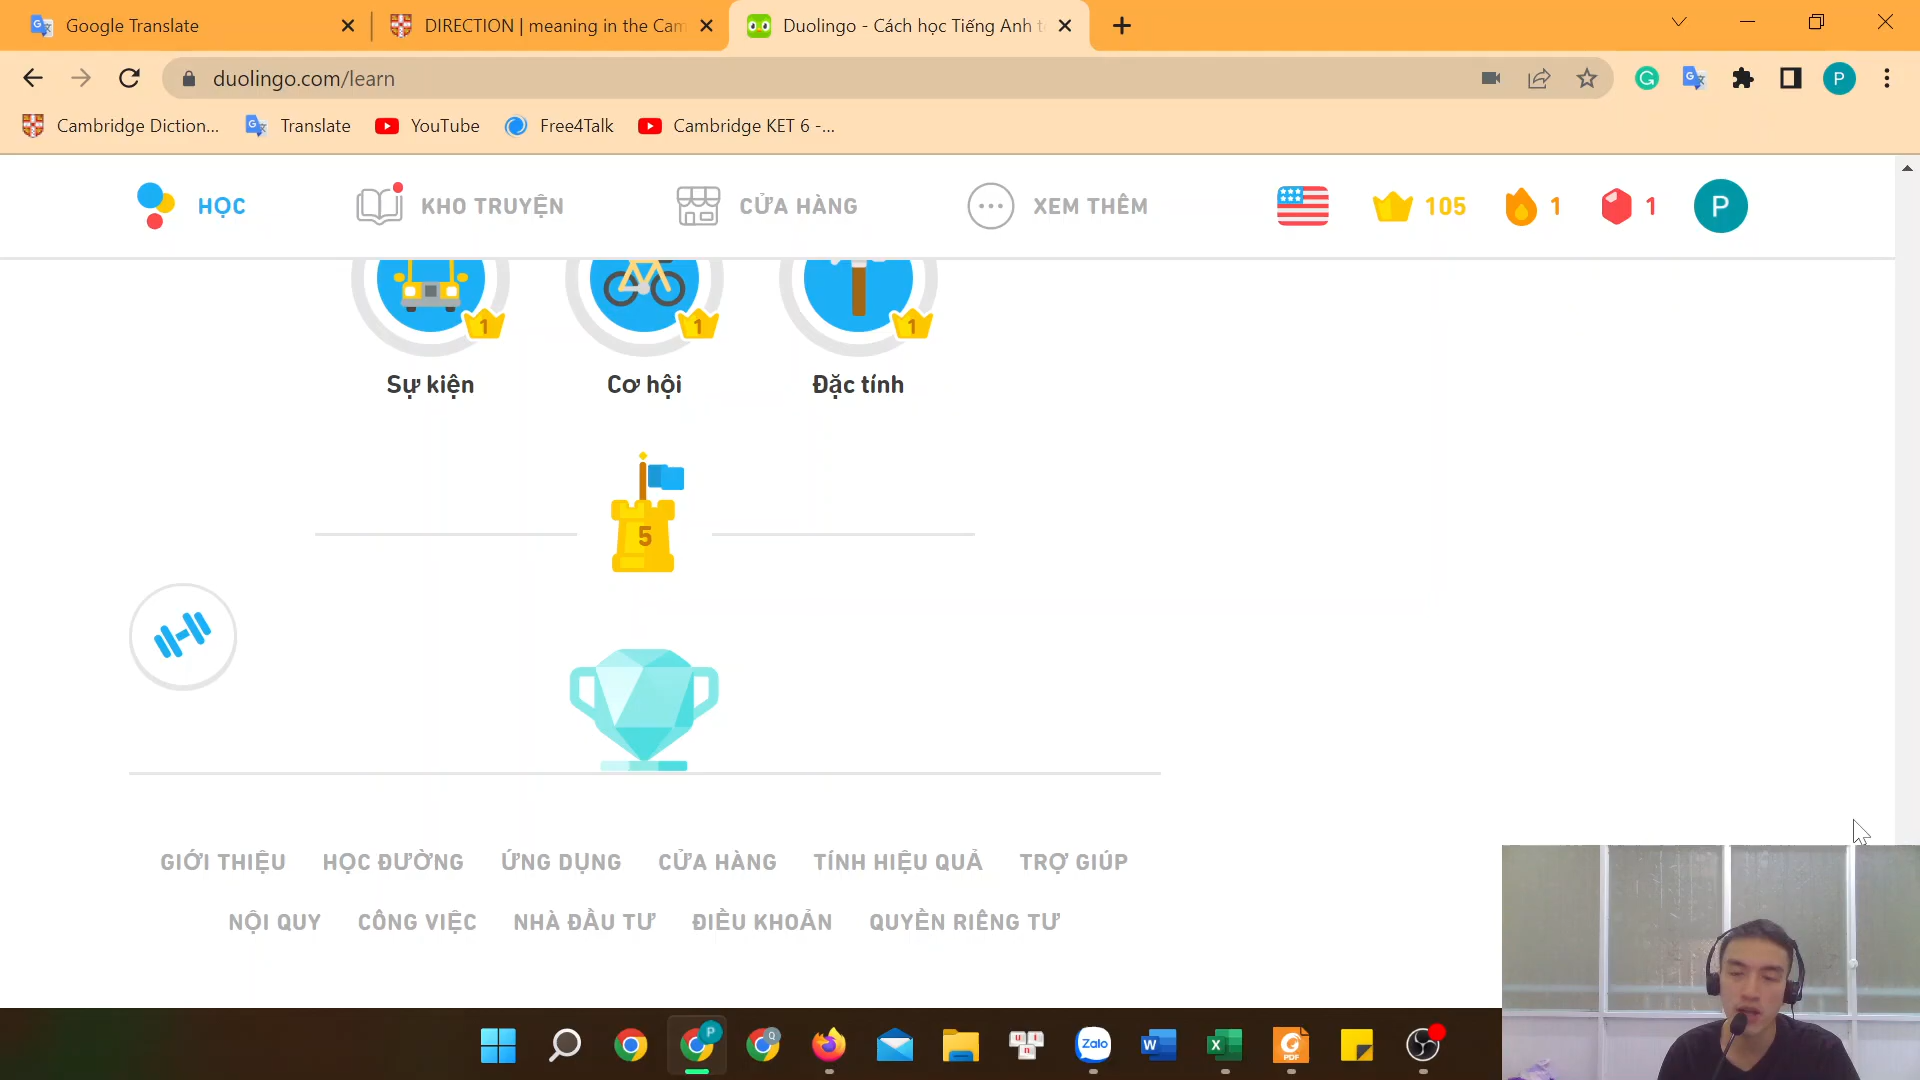 Google Translate
DIRECTION | meaning in the Cam
Duolingo - Cách học Tiếng Anh t
duolingo.com/learn
P
Cambridge Diction...
Translate
YouTube
Free4Talk
Cambridge KET 6 -...
HỌC
KHO TRUYỆN
CỬA HÀNG
XEM THÊM
105
1
1
P
1
1
1
Sự kiện
Cơ hội
Đặc tính
5
GIỚI THIỆU HỌC ĐƯỜNG ỨNG DỤNG CỬA HÀNG TÍNH HIỆU QUẢ TRỢ GIÚP
NỘI QUY CÔNG VIỆC NHÀ ĐẦU TƯ ĐIỀU KHOẢN QUYỀN RIÊNG TƯ
P
Q
u
i
n
Zalo
W
X
PDF